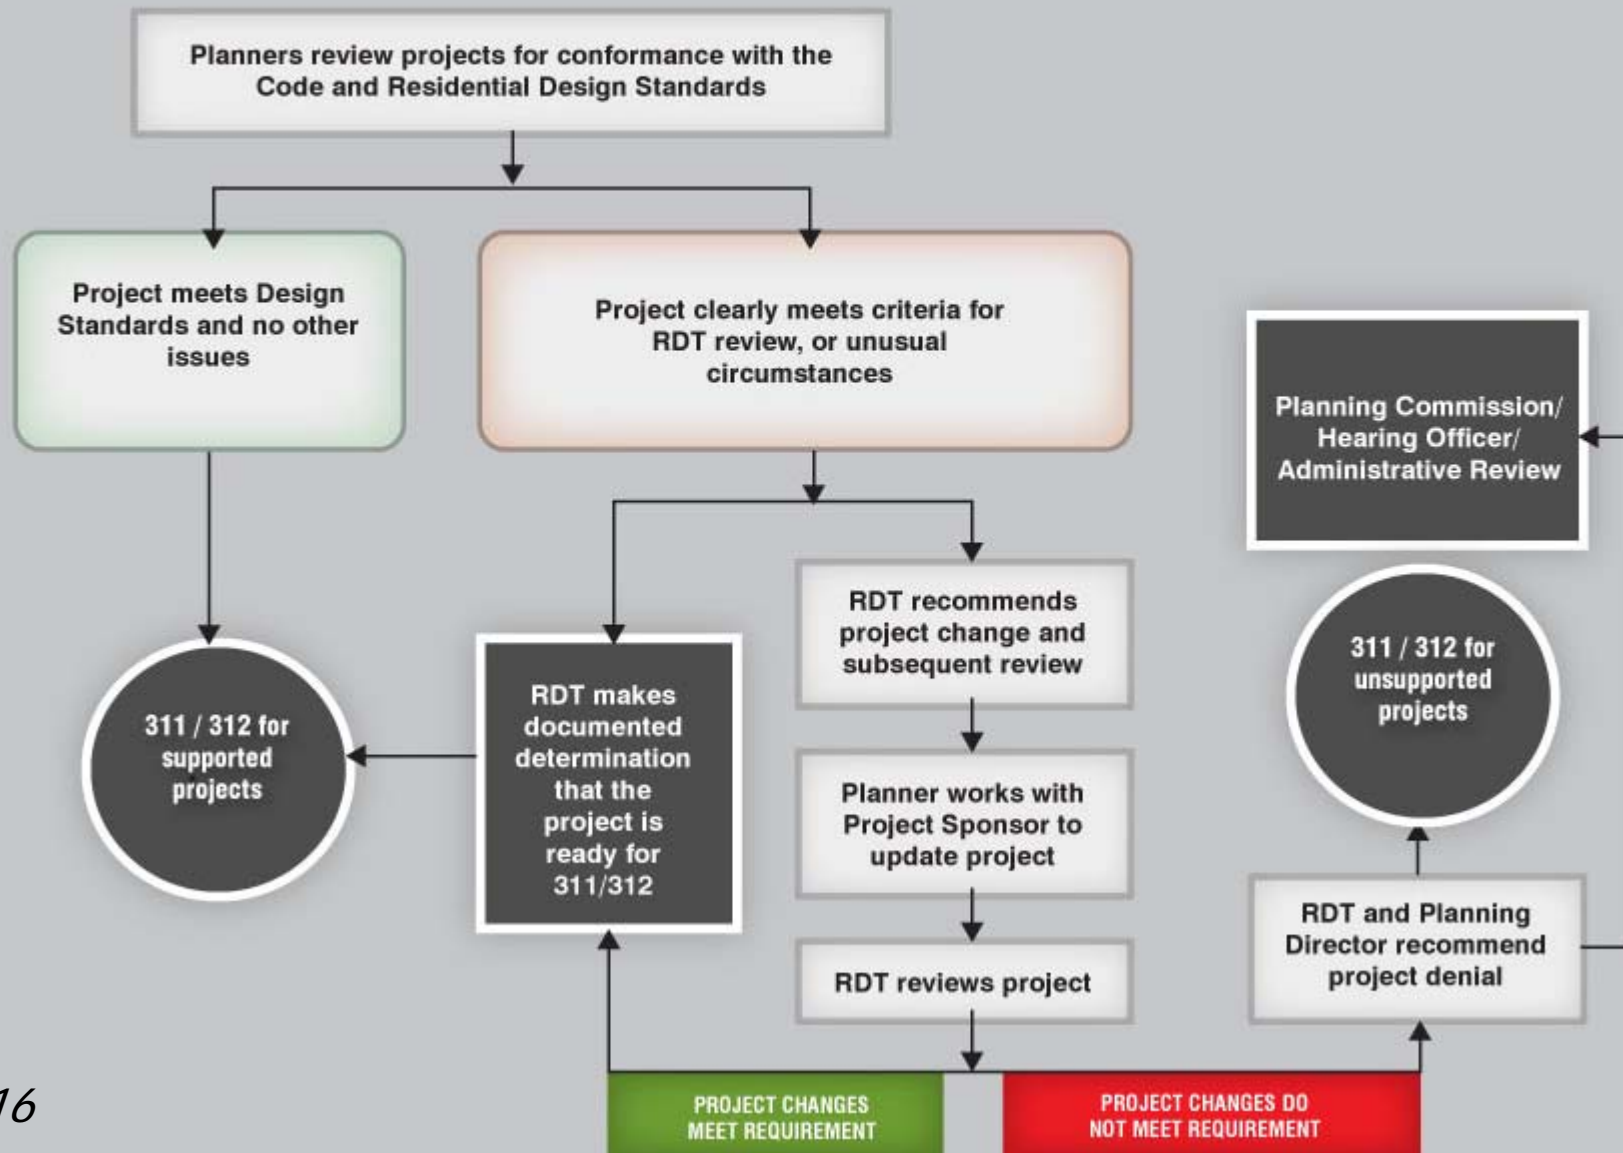 Planners review projects for conformance with the
Code and Residential Design Standards
Project meets Design
Standards and no other
issues
Project clearly meets criteria for
RDT review, or unusual
circumstances
Planning Commission/
Hearing Officer/
Administrative Review
RDT recommends
project change and
subsequent review
311 / 312 for
unsupported
projects
311 / 312 for
supported
projects
RDT makes
documented
determination
that the
project is
ready for
311/312
Planner works with
Project Sponsor to
update project
RDT and Planning
Director recommend
project denial
RDT reviews project
16
PROJECT CHANGES
MEET REQUIREMENT
PROJECT CHANGES DO
NOT MEET REQUIREMENT